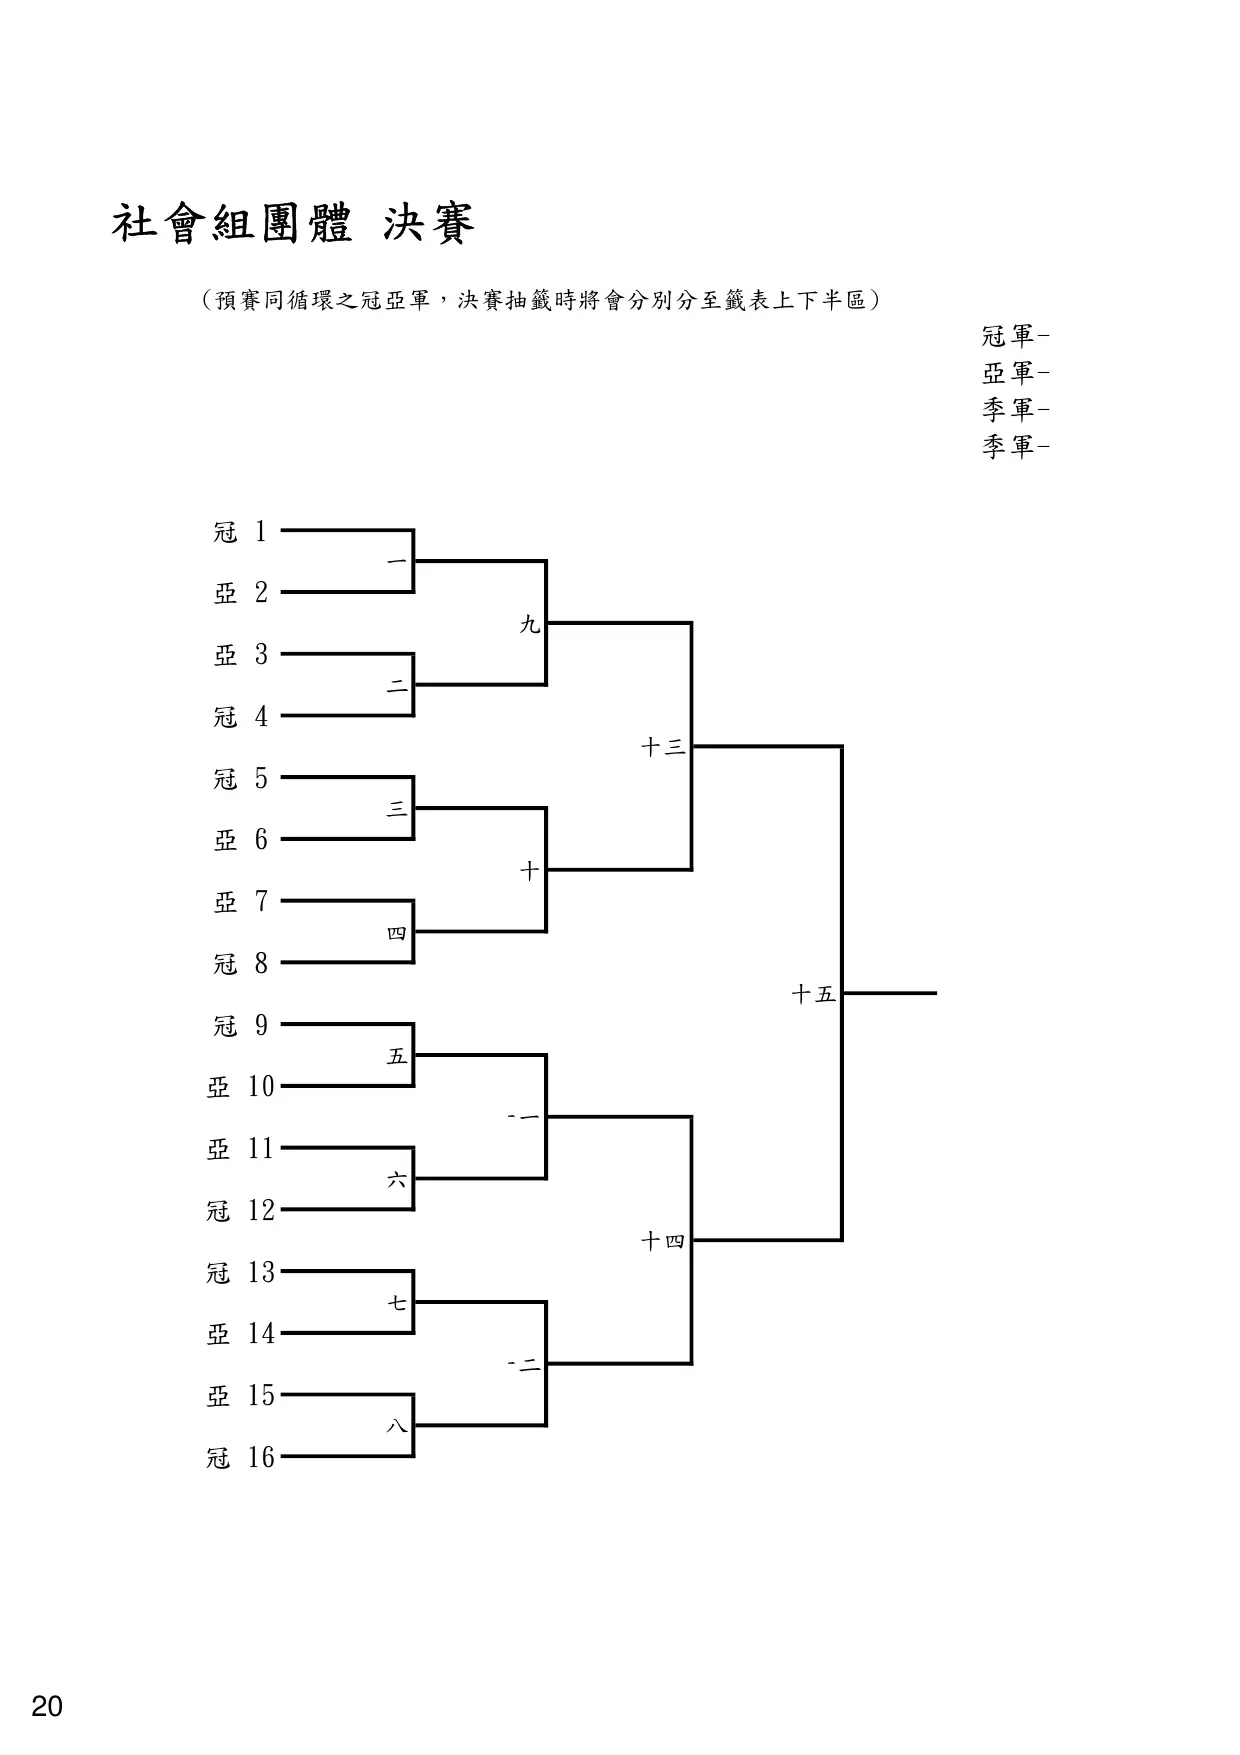 社會組團體 決賽
（預賽同循環之冠亞軍，決賽抽籤時將會分別分至籤表上下半區）
冠軍-
亞軍-
季軍-
季軍-
冠 1
一
亞 2
九
亞 3
二
冠 4
十三
冠 5
三
亞 6
十
亞 7
四
冠 8
十五
冠 9
五
亞 10
-一
亞 11
六
冠 12
十四
冠 13
七
亞 14
-二
亞 15
八
冠 16
20